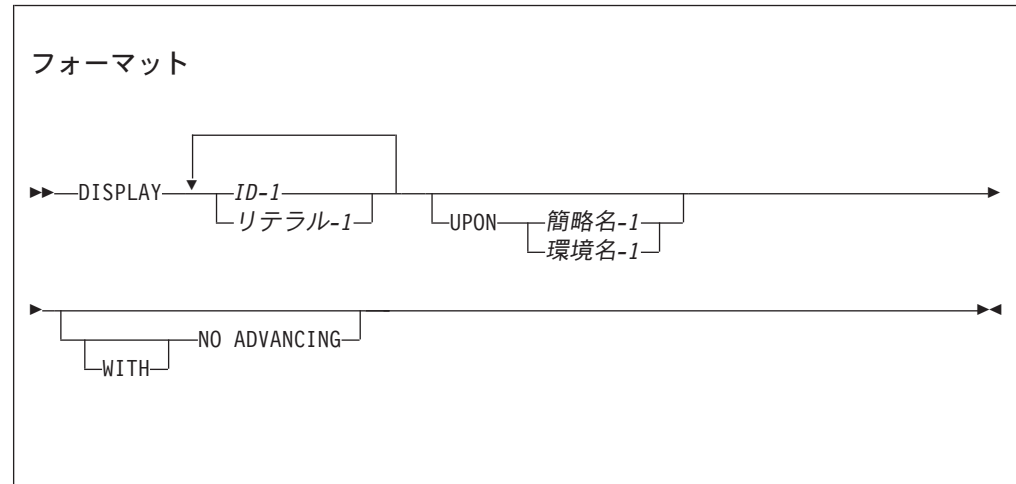 フォーマット
DISPLAY ID-1
リテラル-1
UPON 簡略名-1
環境名-1
NO ADVANCING
WITH